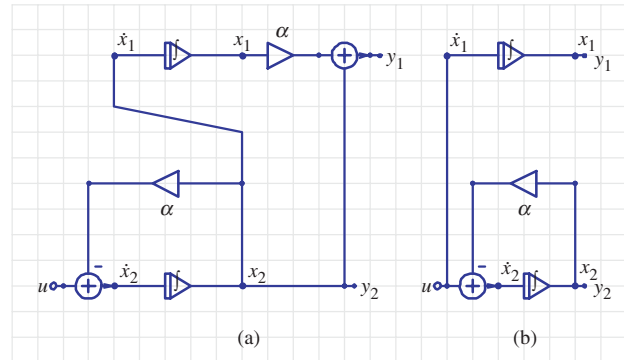 ẋ₁ ∫ x₁ α y₁
α
u + − ẋ₂ ∫ x₂ y₂
(a)
ẋ₁ ∫ x₁ y₁
α
u + − ẋ₂ ∫ x₂ y₂
(b)